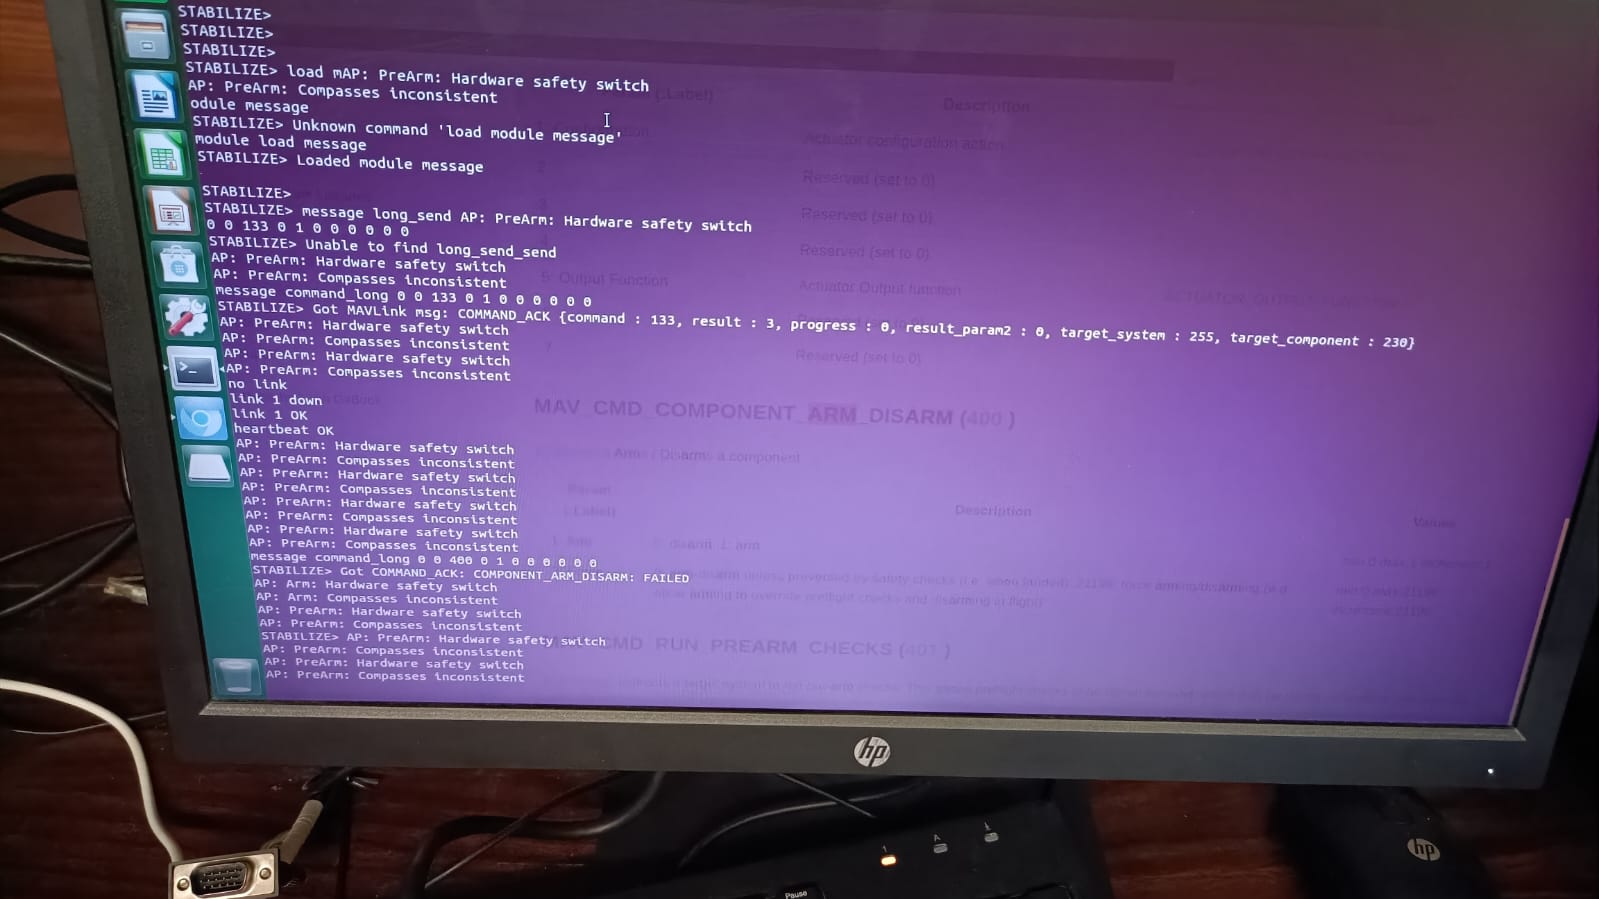 STABILIZE>
STABILIZE>
STABILIZE>
STABILIZE> load mAP: PreArm: Hardware safety switch
AP: PreArm: Compasses inconsistent
odule message
STABILIZE> Unknown command 'load module message'
module load message
STABILIZE> Loaded module message
STABILIZE>
STABILIZE> message long_send AP: PreArm: Hardware safety switch
0 0 133 0 1 0 0 0 0 0 0
STABILIZE> Unable to find long_send_send
AP: PreArm: Hardware safety switch
AP: PreArm: Compasses inconsistent
message command_long 0 0 133 0 1 0 0 0 0 0 0
STABILIZE> Got MAVLink msg: COMMAND_ACK {command : 133, result : 3, progress : 0, result_param2 : 0, target_system : 255, target_component : 230}
AP: PreArm: Hardware safety switch
AP: PreArm: Compasses inconsistent
AP: PreArm: Hardware safety switch
AP: PreArm: Compasses inconsistent
no link
link 1 down
link 1 OK
heartbeat OK
AP: PreArm: Hardware safety switch
AP: PreArm: Compasses inconsistent
AP: PreArm: Hardware safety switch
AP: PreArm: Compasses inconsistent
AP: PreArm: Hardware safety switch
AP: PreArm: Compasses inconsistent
AP: PreArm: Hardware safety switch
AP: PreArm: Compasses inconsistent
message command_long 0 0 400 0 1 0 0 0 0 0 0
STABILIZE> Got COMMAND_ACK: COMPONENT_ARM_DISARM: FAILED
AP: Arm: Hardware safety switch
AP: Arm: Compasses inconsistent
AP: PreArm: Hardware safety switch
AP: PreArm: Compasses inconsistent
STABILIZE> AP: PreArm: Hardware safety switch
AP: PreArm: Compasses inconsistent
AP: PreArm: Hardware safety switch
AP: PreArm: Compasses inconsistent
(Label)
Description
Actuator configuration action
Reserved (set to 0)
Reserved (set to 0)
Reserved (set to 0)
5: Output Function
Actuator Output function
Reserved (set to 0)
MAV_CMD_COMPONENT_ARM_DISARM (400 )
Arms / Disarms a component
Param
(Label)
Description
Values
0: disarm, 1: arm
CMD_RUN_PREARM_CHECKS (401 )
hp
hp
1
A
Pause